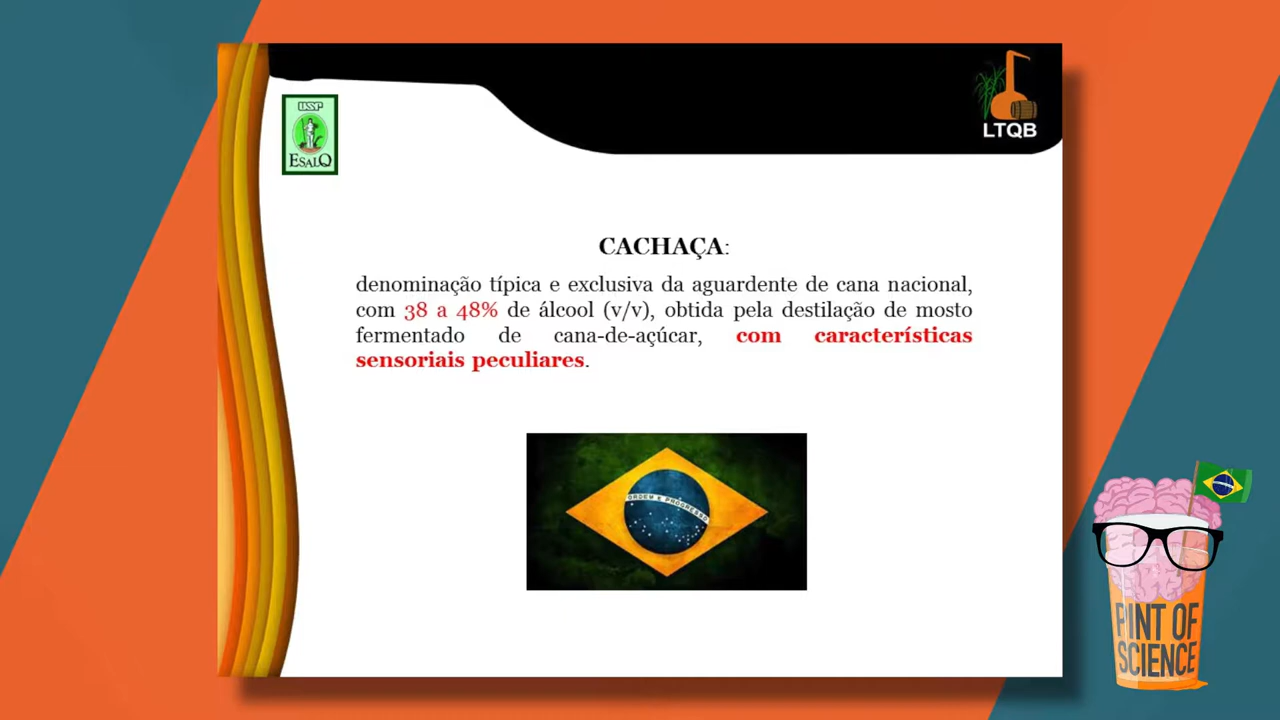 USP
ESALQ
LTQB
CACHAÇA:
denominação típica e exclusiva da aguardente de cana nacional,
com 38 a 48% de álcool (v/v), obtida pela destilação de mosto
fermentado de cana-de-açúcar, com características
sensoriais peculiares.
ORDEM E PROGRESSO
PINT OF
SCIENCE